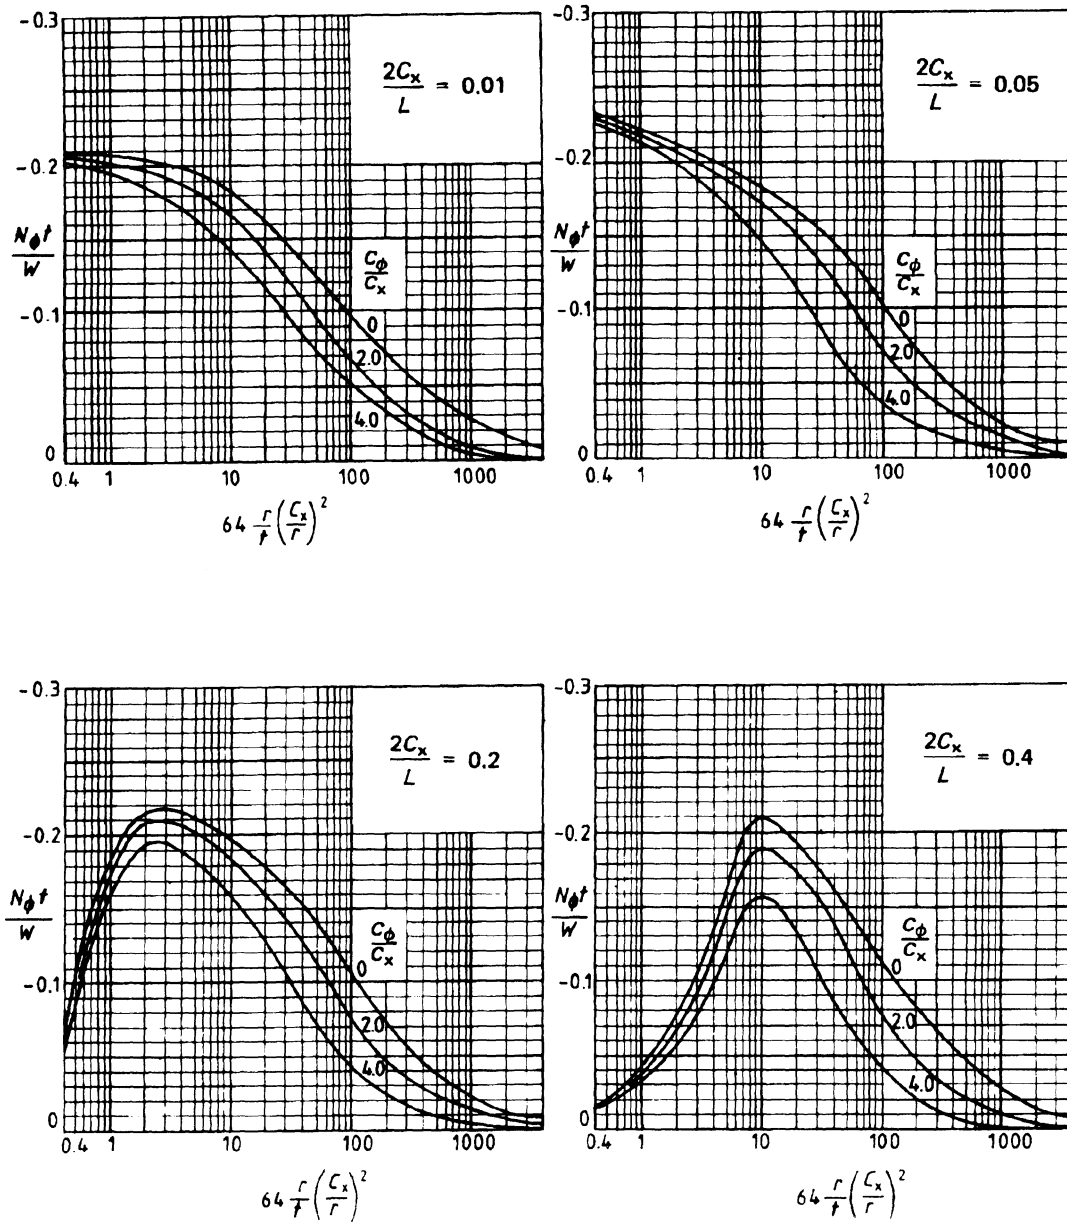 -0.3
2Cₓ/L = 0.01
-0.2
Nϕt/W
Cϕ/Cₓ
-0.1
0
2.0
4.0
0
0.4 1 10 100 1000
64 r/t (Cₓ/r)²
-0.3
2Cₓ/L = 0.05
-0.2
Nϕt/W
Cϕ/Cₓ
-0.1
0
2.0
4.0
0
0.4 1 10 100 1000
64 r/t (Cₓ/r)²
-0.3
2Cₓ/L = 0.2
-0.2
Nϕt/W
Cϕ/Cₓ
0
-0.1
2.0
4.0
0
0.4 1 10 100 1000
64 r/t (Cₓ/r)²
-0.3
2Cₓ/L = 0.4
-0.2
Nϕt/W
Cϕ/Cₓ
0
-0.1
2.0
4.0
0
0.4 1 10 100 1000
64 r/t (Cₓ/r)²